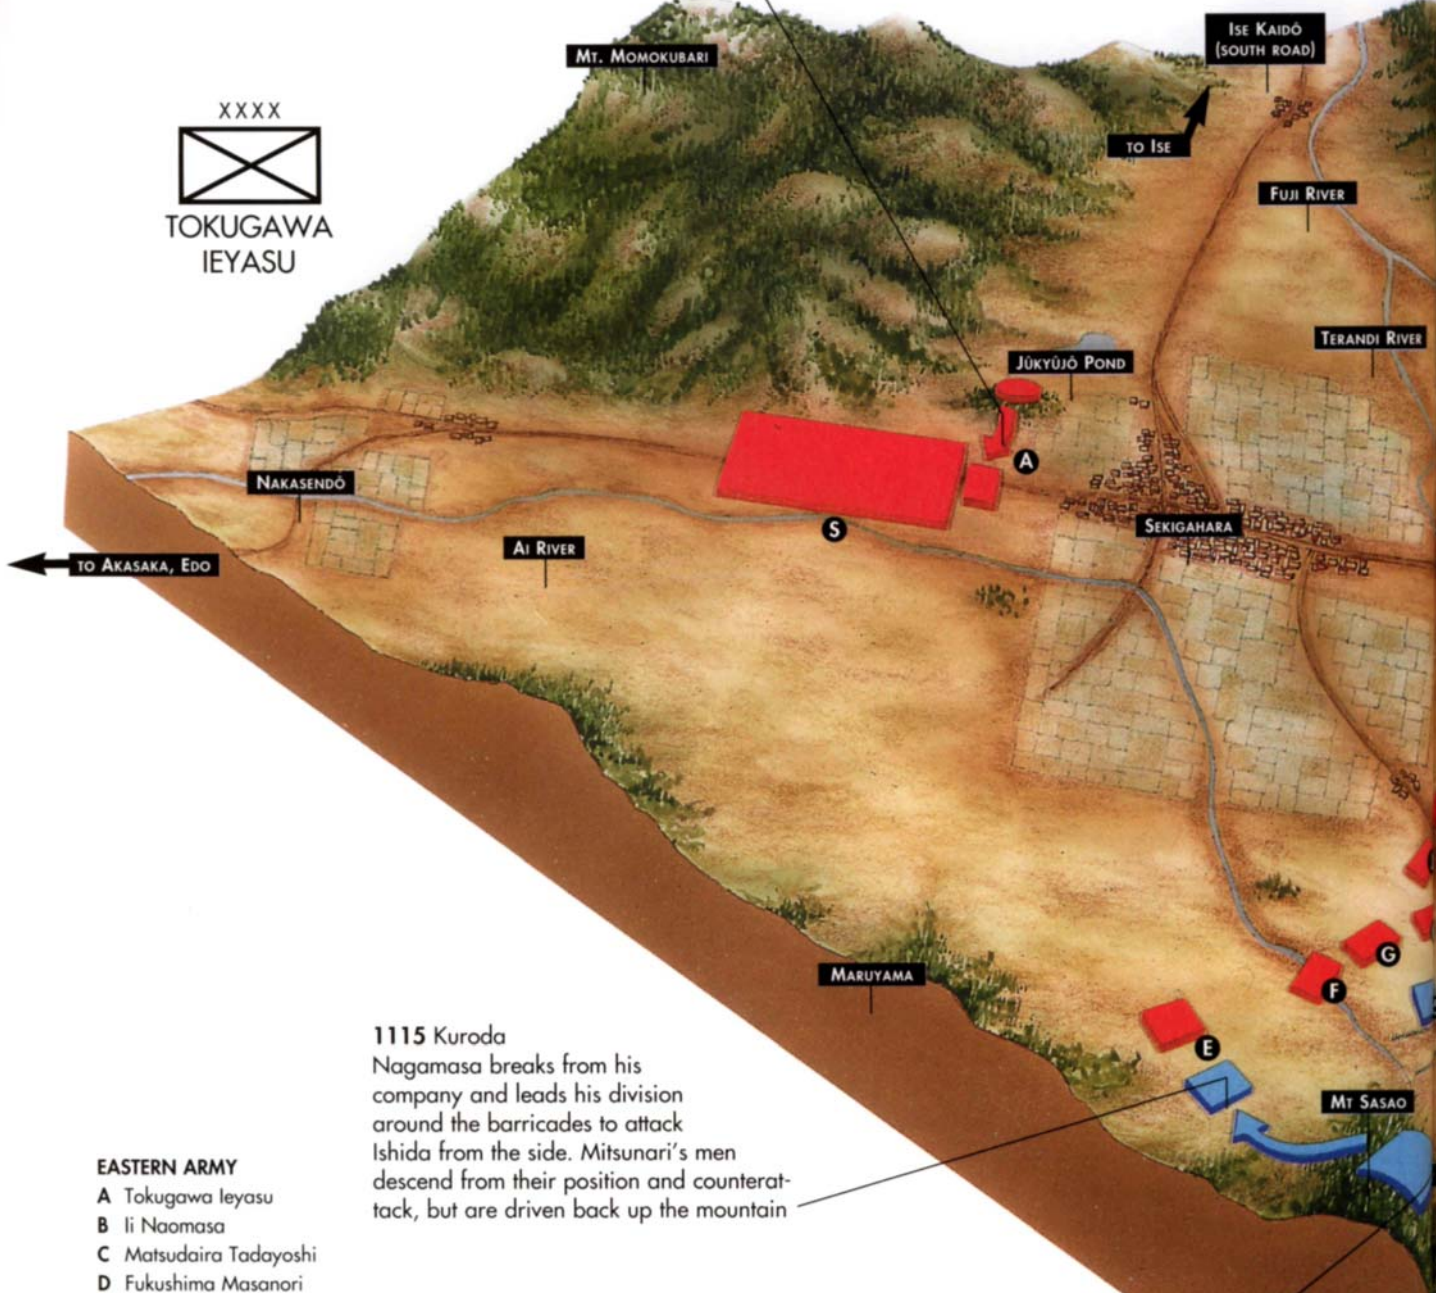 MT. MOMOKUBARI
ISE KAIDÔ
(SOUTH ROAD)
XXXX
TOKUGAWA
IEYASU
TO ISE
FUJI RIVER
TERANDI RIVER
JÛKYÛJÔ POND
A
NAKASENDÔ
S
SEKIGAHARA
AI RIVER
TO AKASAKA, EDO
G
F
MARUYAMA
E
MT SASAO
1115 Kuroda
Nagamasa breaks from his
company and leads his division
around the barricades to attack
Ishida from the side. Mitsunari's men
descend from their position and counterat-
tack, but are driven back up the mountain
EASTERN ARMY
A Tokugawa Ieyasu
B Ii Naomasa
C Matsudaira Tadayoshi
D Fukushima Masanori